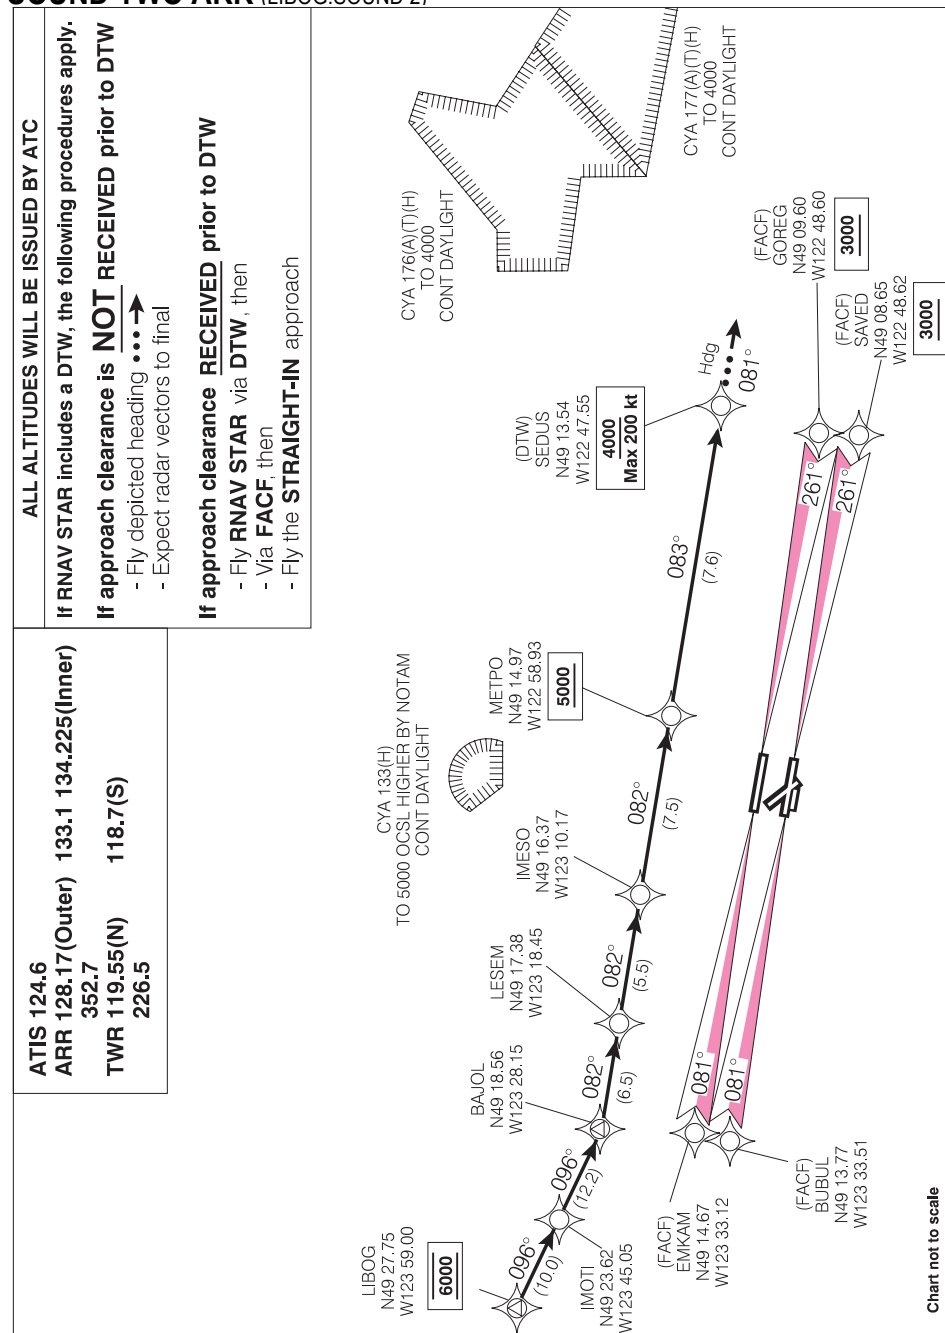 SOUND TWO ARR (LIBOG.SOUND 2)
ATIS 124.6
ARR 128.17(Outer) 133.1 134.225(Inner)
352.7
TWR 119.55(N) 118.7(S)
226.5
ALL ALTITUDES WILL BE ISSUED BY ATC
If RNAV STAR includes a DTW, the following procedures apply.
If approach clearance is NOT RECEIVED prior to DTW
- Fly depicted heading
- Expect radar vectors to final
If approach clearance RECEIVED prior to DTW
- Fly RNAV STAR via DTW, then
- Via FACF, then
- Fly the STRAIGHT-IN approach
CYA 133(H)
TO 5000 OCSL HIGHER BY NOTAM
CONT DAYLIGHT
CYA 176(A)(T)(H)
TO 4000
CONT DAYLIGHT
CYA 177(A)(T)(H)
TO 4000
CONT DAYLIGHT
LIBOG
N49 27.75
W123 59.00
6000
096°
(10.0)
IMOTI
N49 23.62
W123 45.05
096°
(12.2)
BAJOL
N49 18.56
W123 28.15
082°
(6.5)
LESEM
N49 17.38
W123 18.45
082°
(5.5)
IMESO
N49 16.37
W123 10.17
082°
(7.5)
METPO
N49 14.97
W122 58.93
5000
083°
(7.6)
(DTW)
SEDUS
N49 13.54
W122 47.55
4000
Max 200 kt
Hdg
081°
(FACF)
EMKAM
N49 14.67
W123 33.12
081°
(FACF)
BUBUL
N49 13.77
W123 33.51
081°
261°
(FACF)
GOREG
N49 09.60
W122 48.60
3000
261°
(FACF)
SAVED
N49 08.65
W122 48.62
3000
Chart not to scale